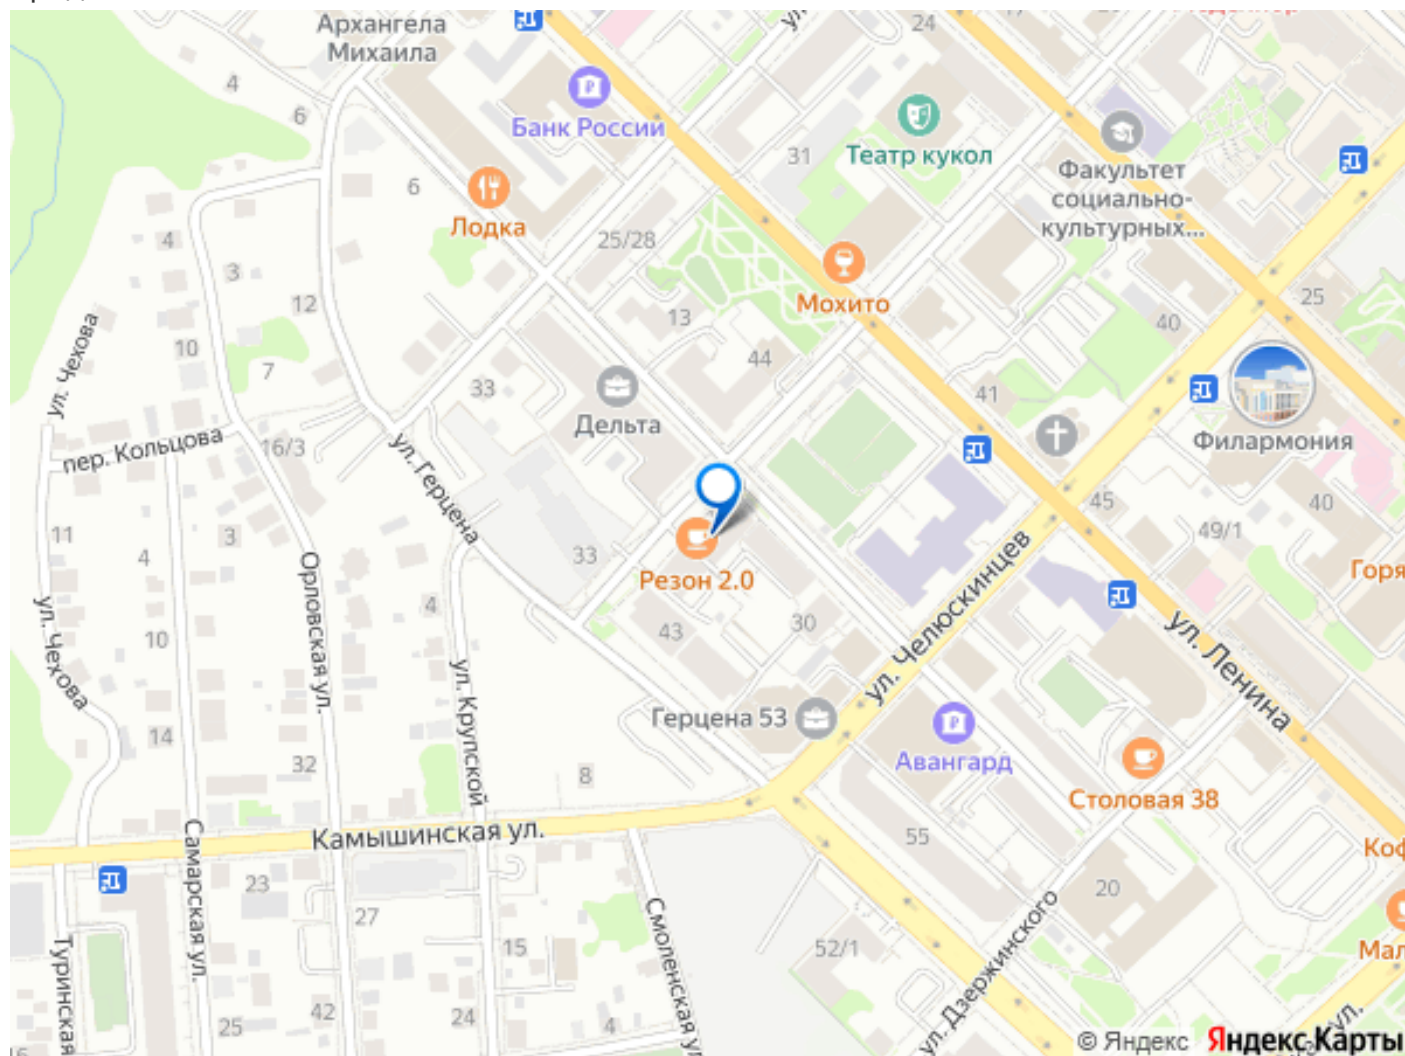 Архангела
Михаила
24
4
6
Банк России
31
Театр кукол
Факультет
социально-
культурных...
6
Лодка
25/28
4
3
12
13
Мохито
25
40
ул. Чехова
10
7
44
33
41
Дельта
Филармония
пер. Кольцова
16/3
ул. Герцена
45
40
49/1
11
3
4
33
Резон 2.0
Горя
Орловская ул.
ул. Челюскинцев
ул. Чехова
10
4
43
30
ул. Ленина
ул. Крупской
14
32
Герцена 53
Авангард
8
Столовая 38
Камышинская ул.
55
Коф
Самарская ул.
23
27
20
Смоленская ул
ул. Дзержинского
Туринская
15
52/1
Мал
25
42
24
4
ул.
© Яндекс Яндекс Карты